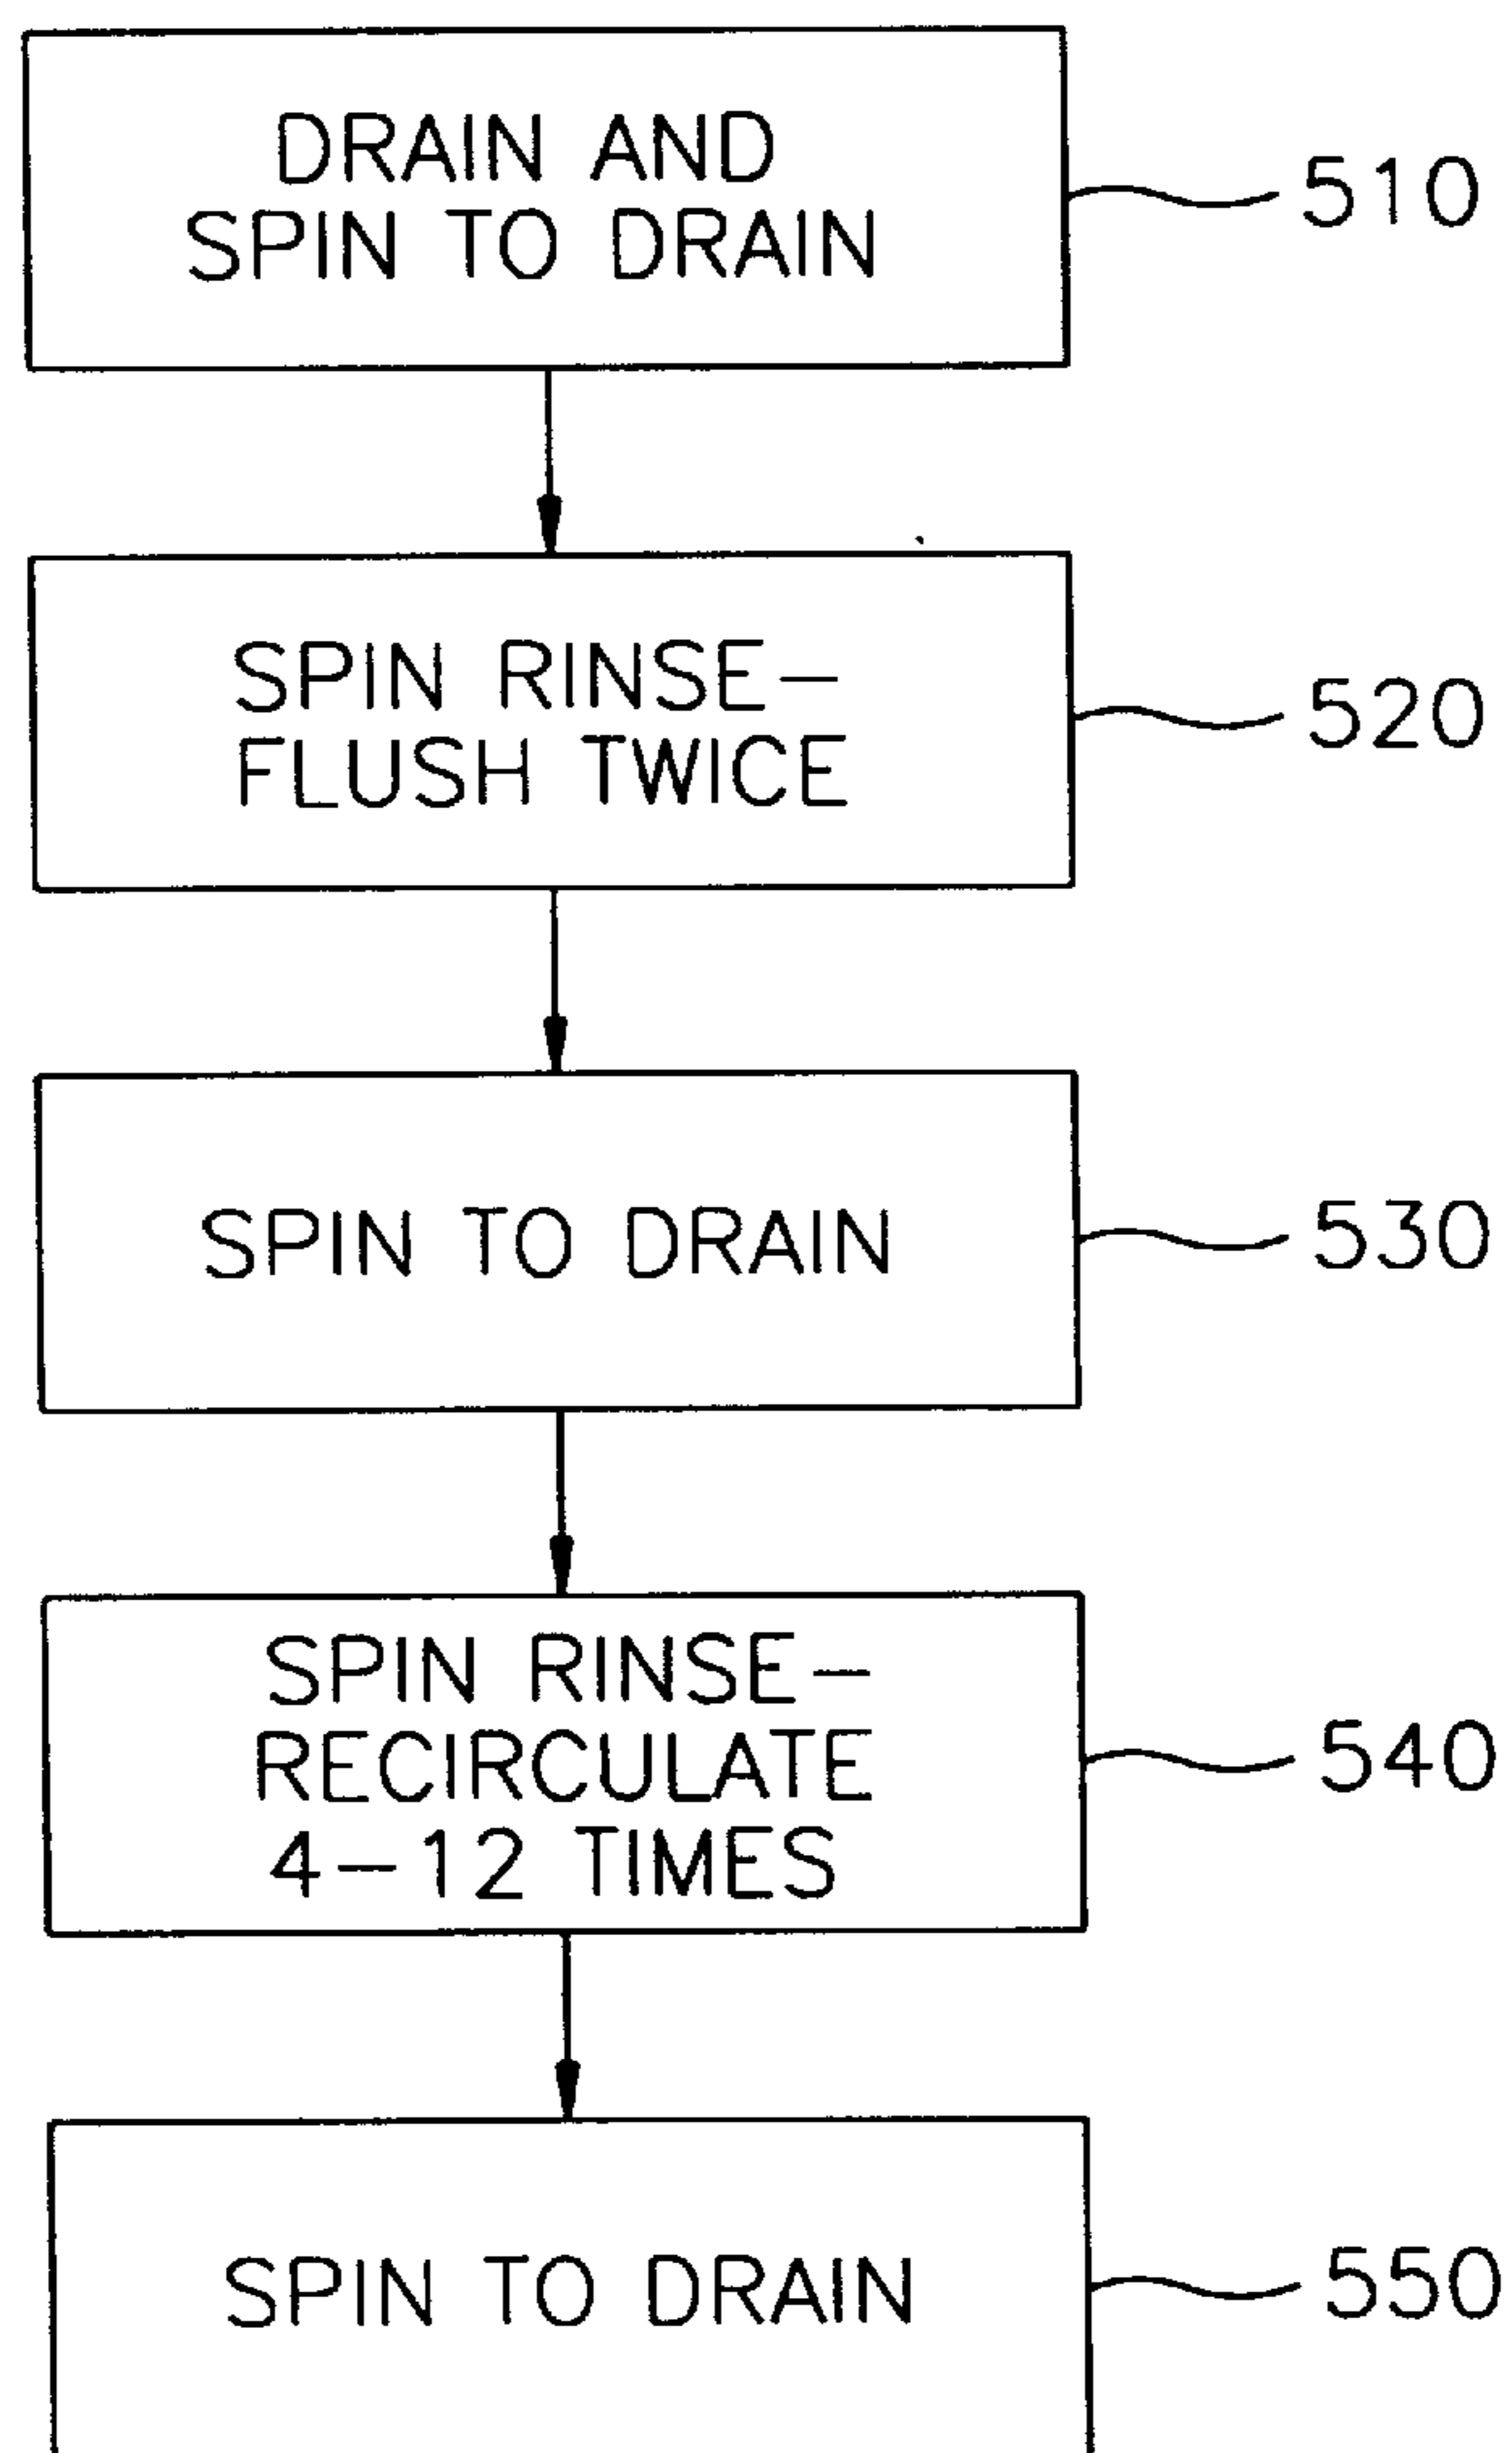 DRAIN AND
SPIN TO DRAIN
510
SPIN RINSE-
FLUSH TWICE
520
SPIN TO DRAIN
530
SPIN RINSE-
RECIRCULATE
4-12 TIMES
540
SPIN TO DRAIN
550